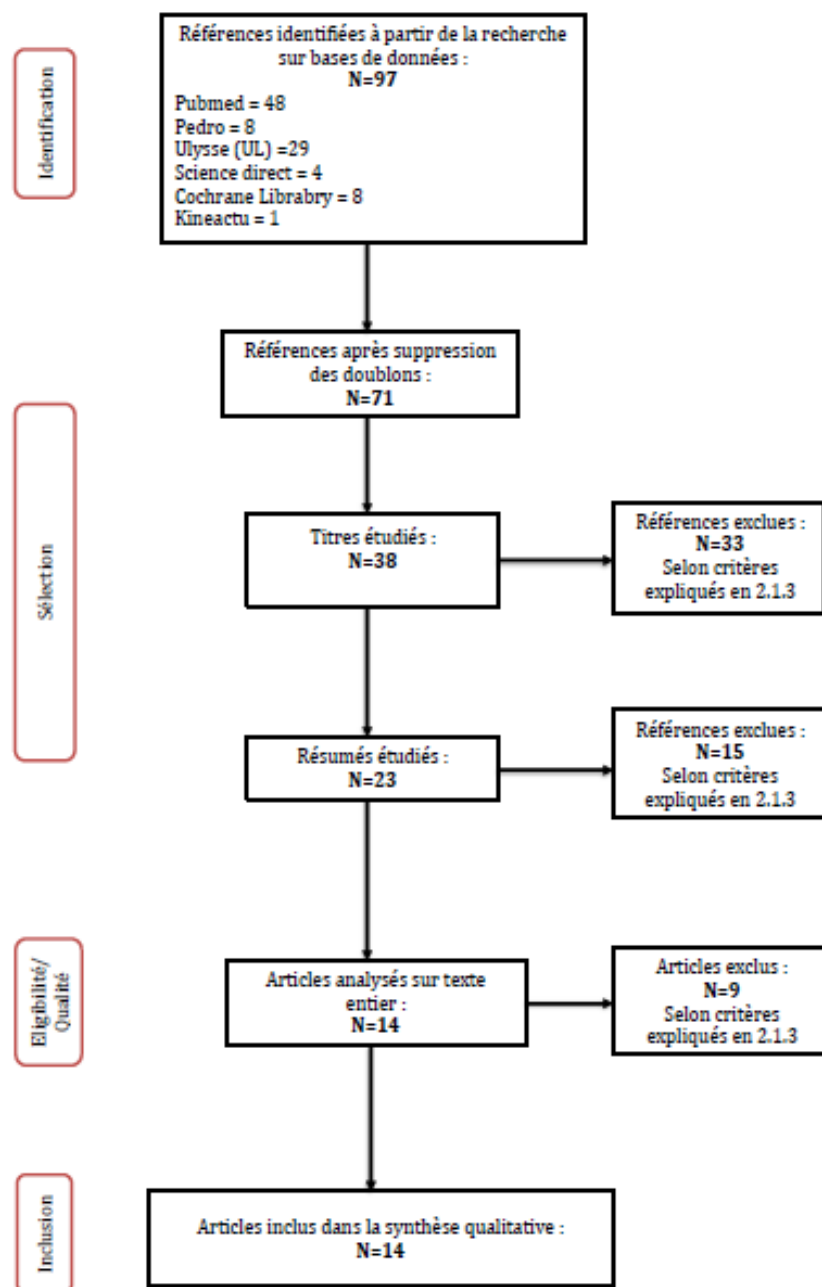 Identification
Références identifiées à partir de la recherche
sur bases de données :
N=97
Pubmed = 48
Pedro = 8
Ulysse (UL) =29
Science direct = 4
Cochrane Librabry = 8
Kineactu = 1
Références après suppression
des doublons :
N=71
Sélection
Titres étudiés :
N=38
Références exclues :
N=33
Selon critères
expliqués en 2.1.3
Résumés étudiés :
N=23
Références exclues :
N=15
Selon critères
expliqués en 2.1.3
Eligibilité/
Qualité
Articles analysés sur texte
entier :
N=14
Articles exclus :
N=9
Selon critères
expliqués en 2.1.3
Inclusion
Articles inclus dans la synthèse qualitative :
N=14